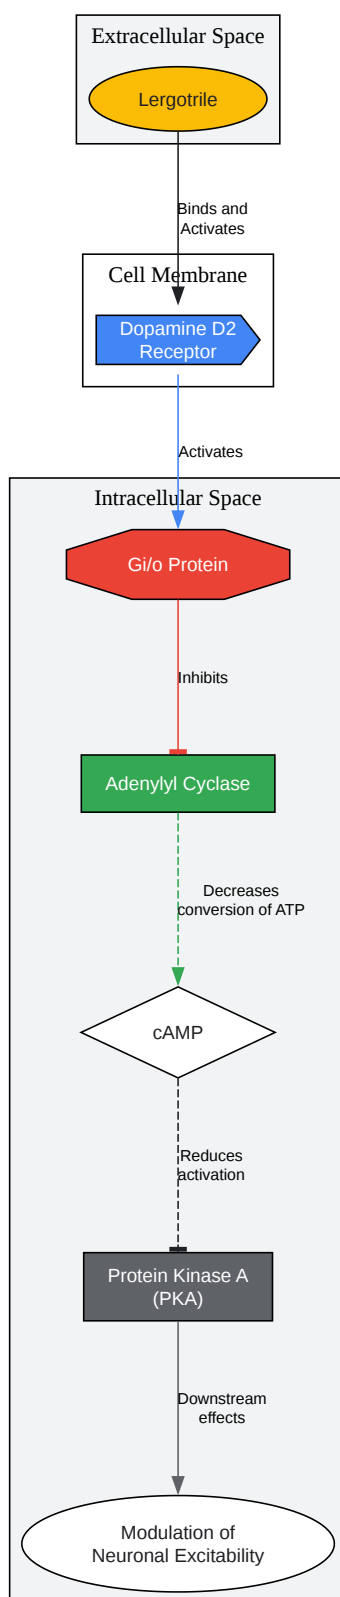 Extracellular Space
Lergotrile
Binds and
Activates
Cell Membrane
Dopamine D2
Receptor
Activates
Intracellular Space
Gi/o Protein
Inhibits
Adenylyl Cyclase
Decreases
conversion of ATP
cAMP
Reduces
activation
Protein Kinase A
(PKA)
Downstream
effects
Modulation of
Neuronal Excitability